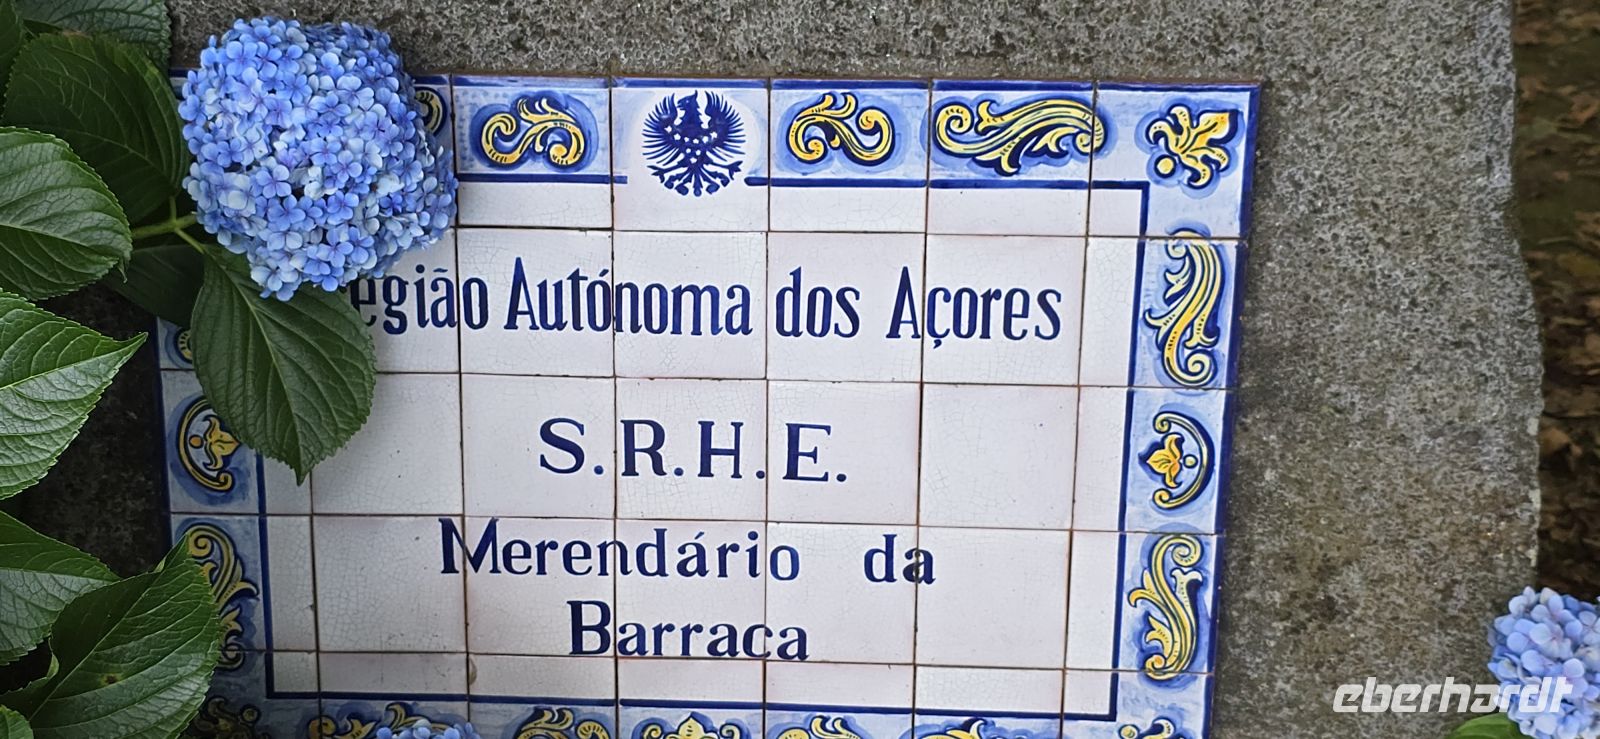 egião Autónoma dos Açores
S.R.H.E.
Merendário da
Barraca
eberhardt